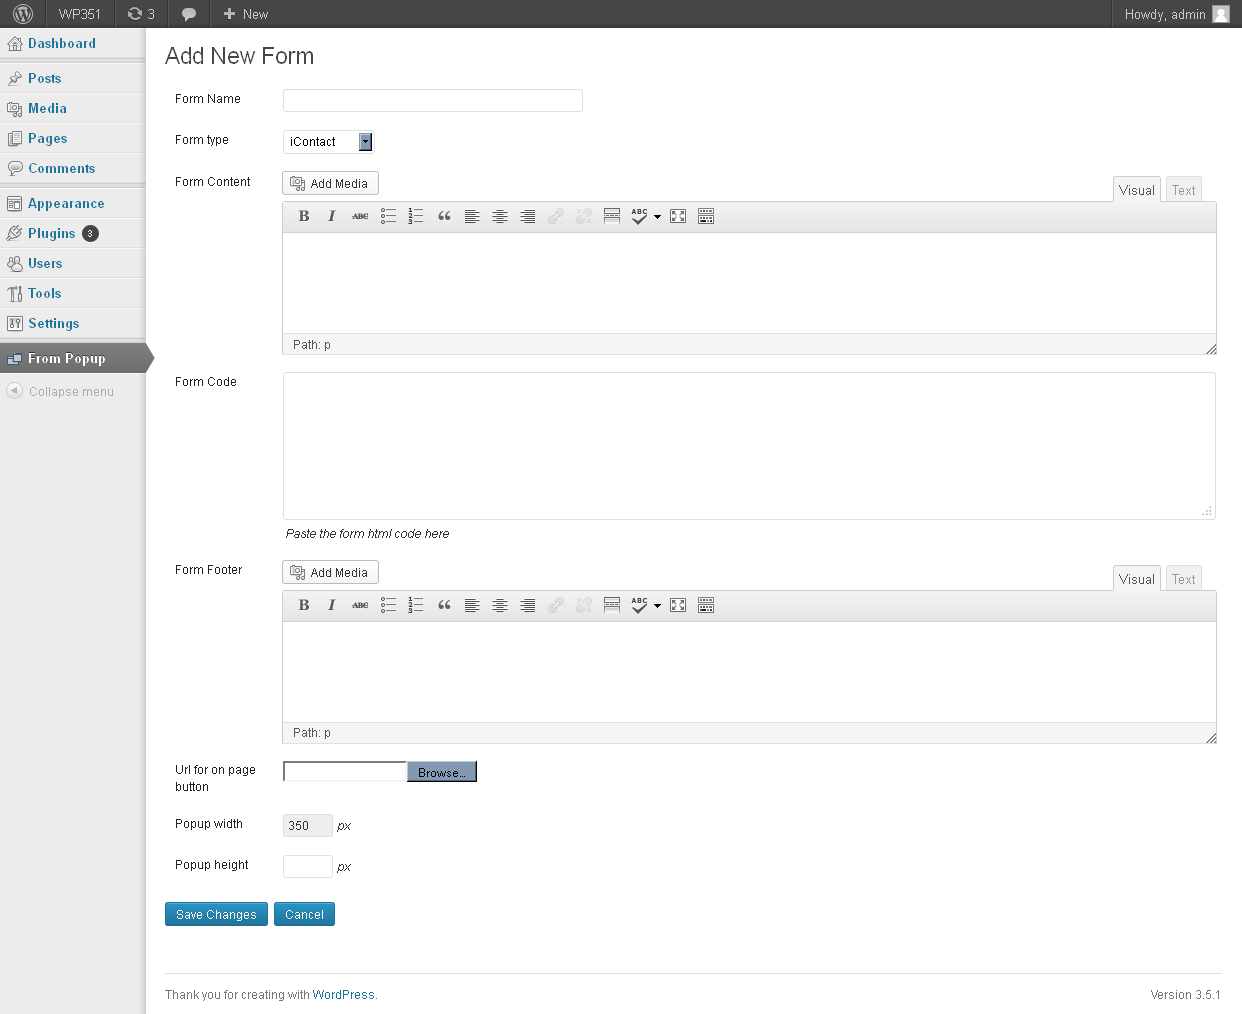 WP351 3 New Howdy, admin
Dashboard
Posts
Media
Pages
Comments
Appearance
Plugins 3
Users
Tools
Settings
From Popup
Collapse menu
Add New Form
Form Name
Form type iContact
Form Content Add Media Visual Text
B I ABC ABC
Path: p
Form Code
Paste the form html code here
Form Footer Add Media Visual Text
B I ABC ABC
Path: p
Url for on page
button
Browse...
Popup width 350 px
Popup height px
Save Changes Cancel
Thank you for creating with WordPress. Version 3.5.1